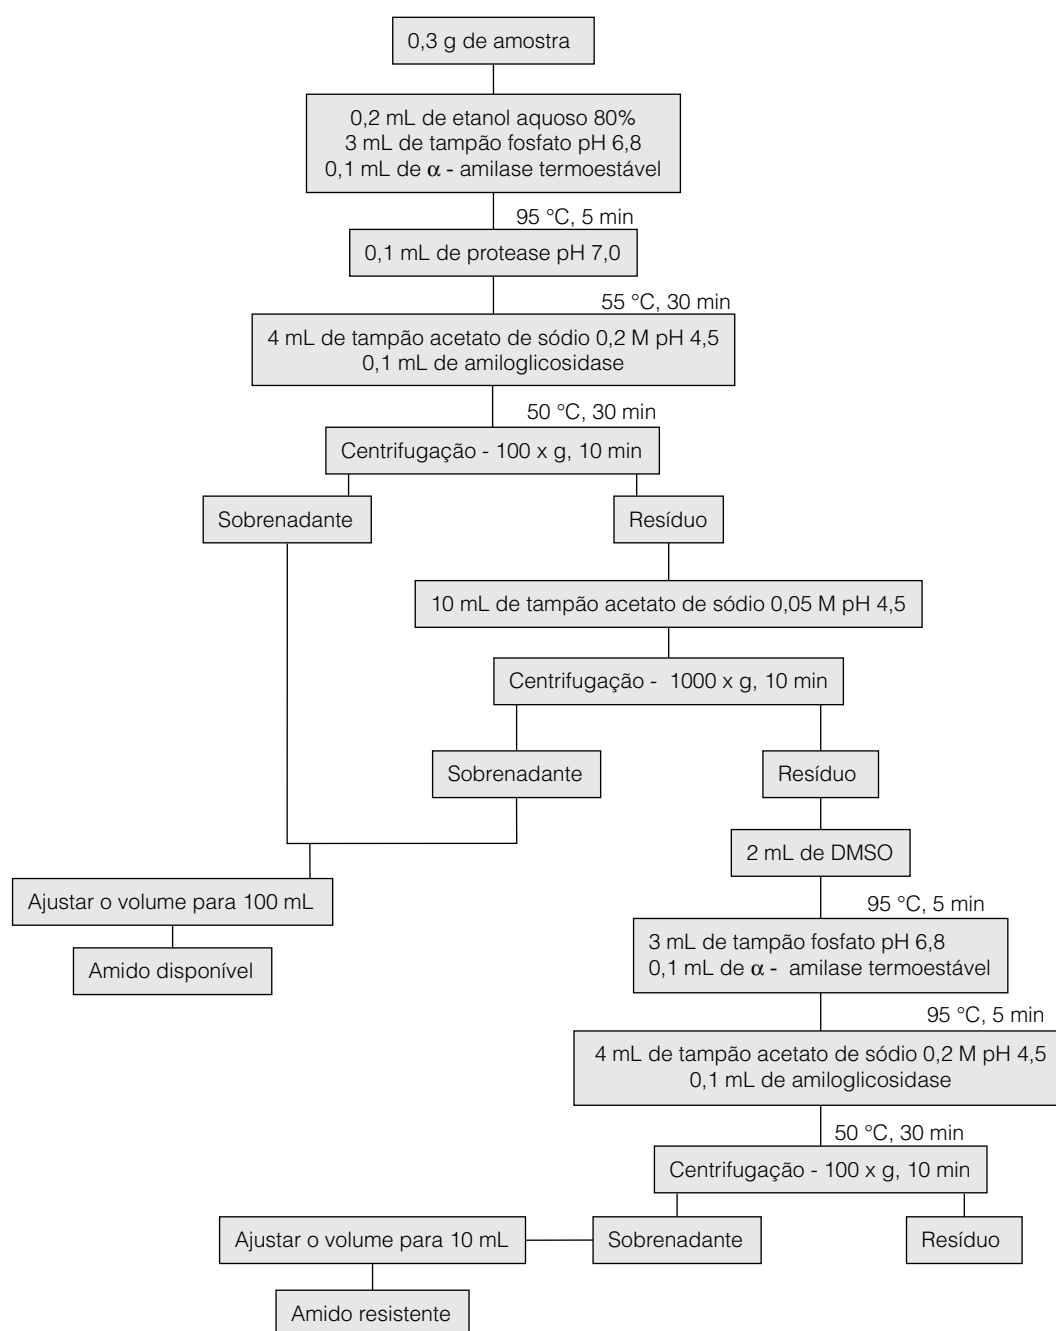 0,3 g de amostra
0,2 mL de etanol aquoso 80%
3 mL de tampão fosfato pH 6,8
0,1 mL de α - amilase termoestável
95 °C, 5 min
0,1 mL de protease pH 7,0
55 °C, 30 min
4 mL de tampão acetato de sódio 0,2 M pH 4,5
0,1 mL de amiloglicosidase
50 °C, 30 min
Centrifugação - 100 x g, 10 min
Sobrenadante
Resíduo
10 mL de tampão acetato de sódio 0,05 M pH 4,5
Centrifugação - 1000 x g, 10 min
Sobrenadante
Resíduo
2 mL de DMSO
Ajustar o volume para 100 mL
95 °C, 5 min
3 mL de tampão fosfato pH 6,8
0,1 mL de α - amilase termoestável
Amido disponível
95 °C, 5 min
4 mL de tampão acetato de sódio 0,2 M pH 4,5
0,1 mL de amiloglicosidase
50 °C, 30 min
Centrifugação - 100 x g, 10 min
Ajustar o volume para 10 mL
Sobrenadante
Resíduo
Amido resistente